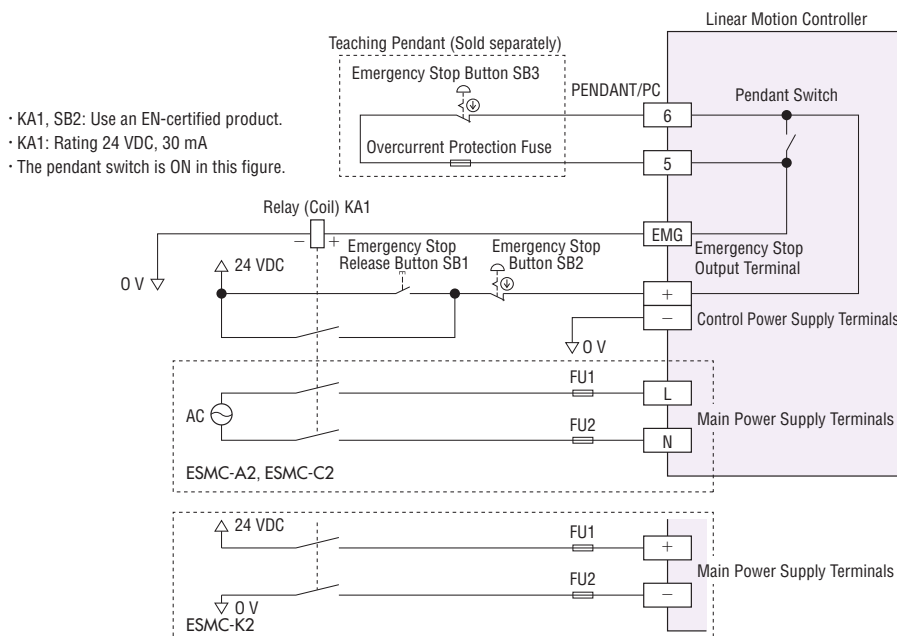 Linear Motion Controller
Teaching Pendant (Sold separately)
Emergency Stop Button SB3
PENDANT/PC
Pendant Switch
· KA1, SB2: Use an EN-certified product.
· KA1: Rating 24 VDC, 30 mA
· The pendant switch is ON in this figure.
6
Overcurrent Protection Fuse
5
Relay (Coil) KA1
− +
EMG
Emergency Stop
Output Terminal
0 V
24 VDC
Emergency Stop
Release Button SB1
Emergency Stop
Button SB2
+
−
Control Power Supply Terminals
0 V
AC
FU1
L
FU2
N
Main Power Supply Terminals
ESMC-A2, ESMC-C2
24 VDC
FU1
+
FU2
−
Main Power Supply Terminals
0 V
ESMC-K2